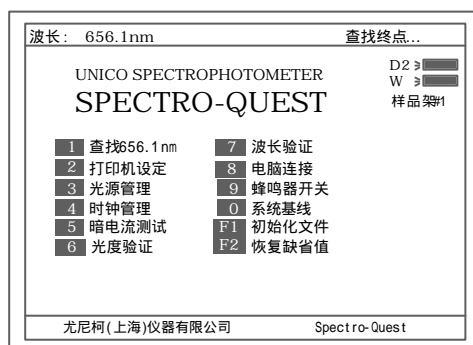 波长: 656.1nm 查找终点...
UNICO SPECTROPHOTOMETER D2
SPECTRO-QUEST W
样品架#1
1 查找656.1nm 7 波长验证
2 打印机设定 8 电脑连接
3 光源管理 9 蜂鸣器开关
4 时钟管理 0 系统基线
5 暗电流测试 F1 初始化文件
6 光度验证 F2 恢复缺省值
尤尼柯(上海)仪器有限公司 Spectro-Quest